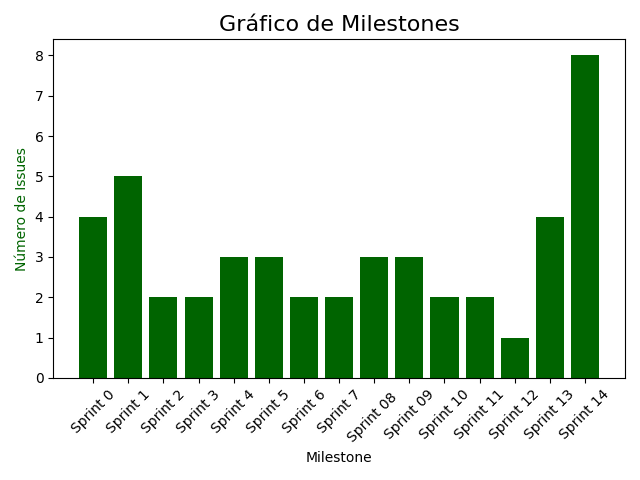 Gráfico de Milestones
Número de Issues
8
7
6
5
4
3
2
1
0
Sprint 0
Sprint 1
Sprint 2
Sprint 3
Sprint 4
Sprint 5
Sprint 6
Sprint 7
Sprint 08
Sprint 09
Sprint 10
Sprint 11
Sprint 12
Sprint 13
Sprint 14
Milestone